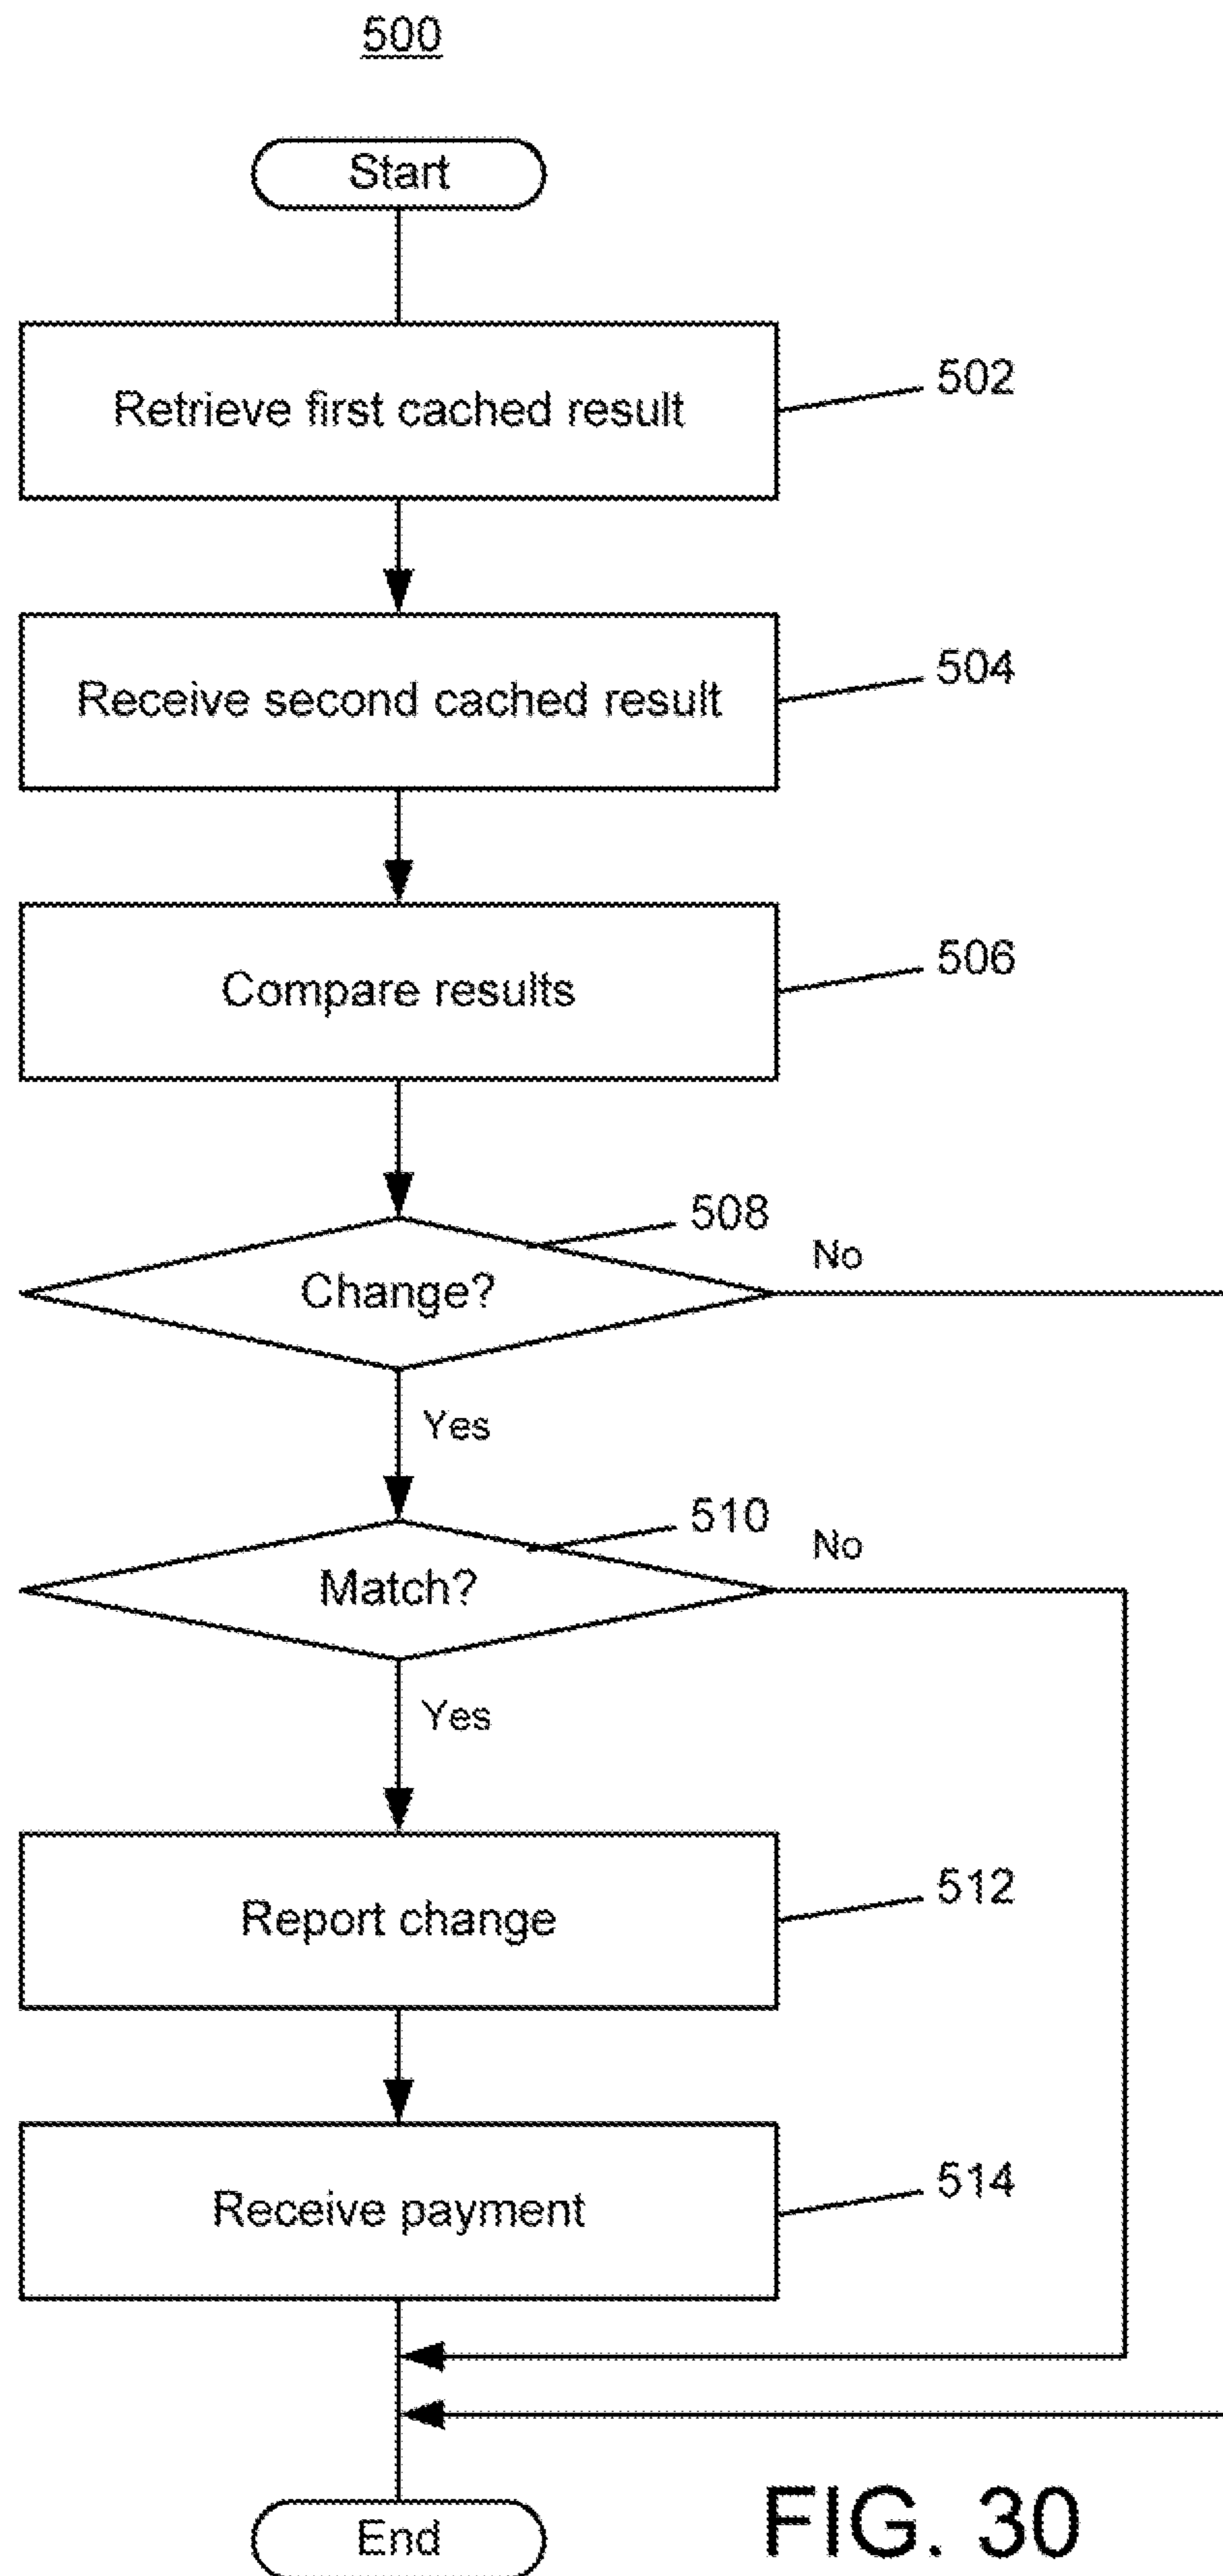 500
Start
Retrieve first cached result
502
Receive second cached result
504
Compare results
506
508
Change?
No
Yes
510
Match?
No
Yes
Report change
512
Receive payment
514
End
FIG. 30